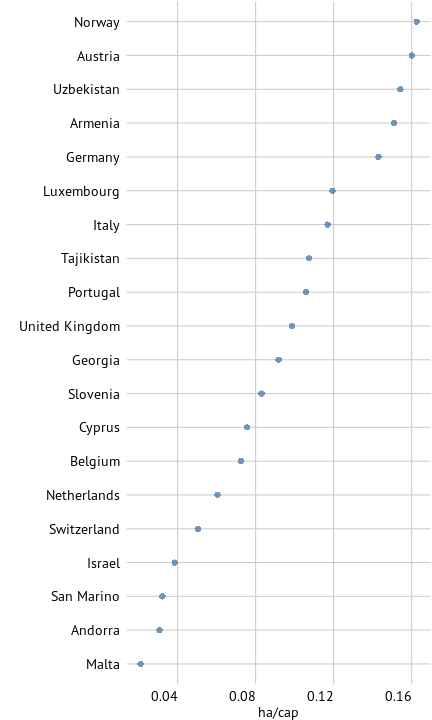 Norway
Austria
Uzbekistan
Armenia
Germany
Luxembourg
Italy
Tajikistan
Portugal
United Kingdom
Georgia
Slovenia
Cyprus
Belgium
Netherlands
Switzerland
Israel
San Marino
Andorra
Malta
0.04 0.08 0.12 0.16
ha/cap